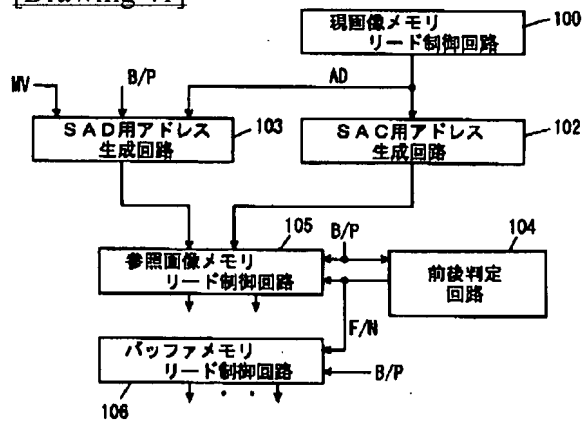 現画像メモリ
リード制御回路
100
MV
B/P
AD
SAD用アドレス
生成回路
103
SAC用アドレス
生成回路
102
参照画像メモリ
リード制御回路
105
B/P
104
前後判定
回路
F/N
バッファメモリ
リード制御回路
B/P
106